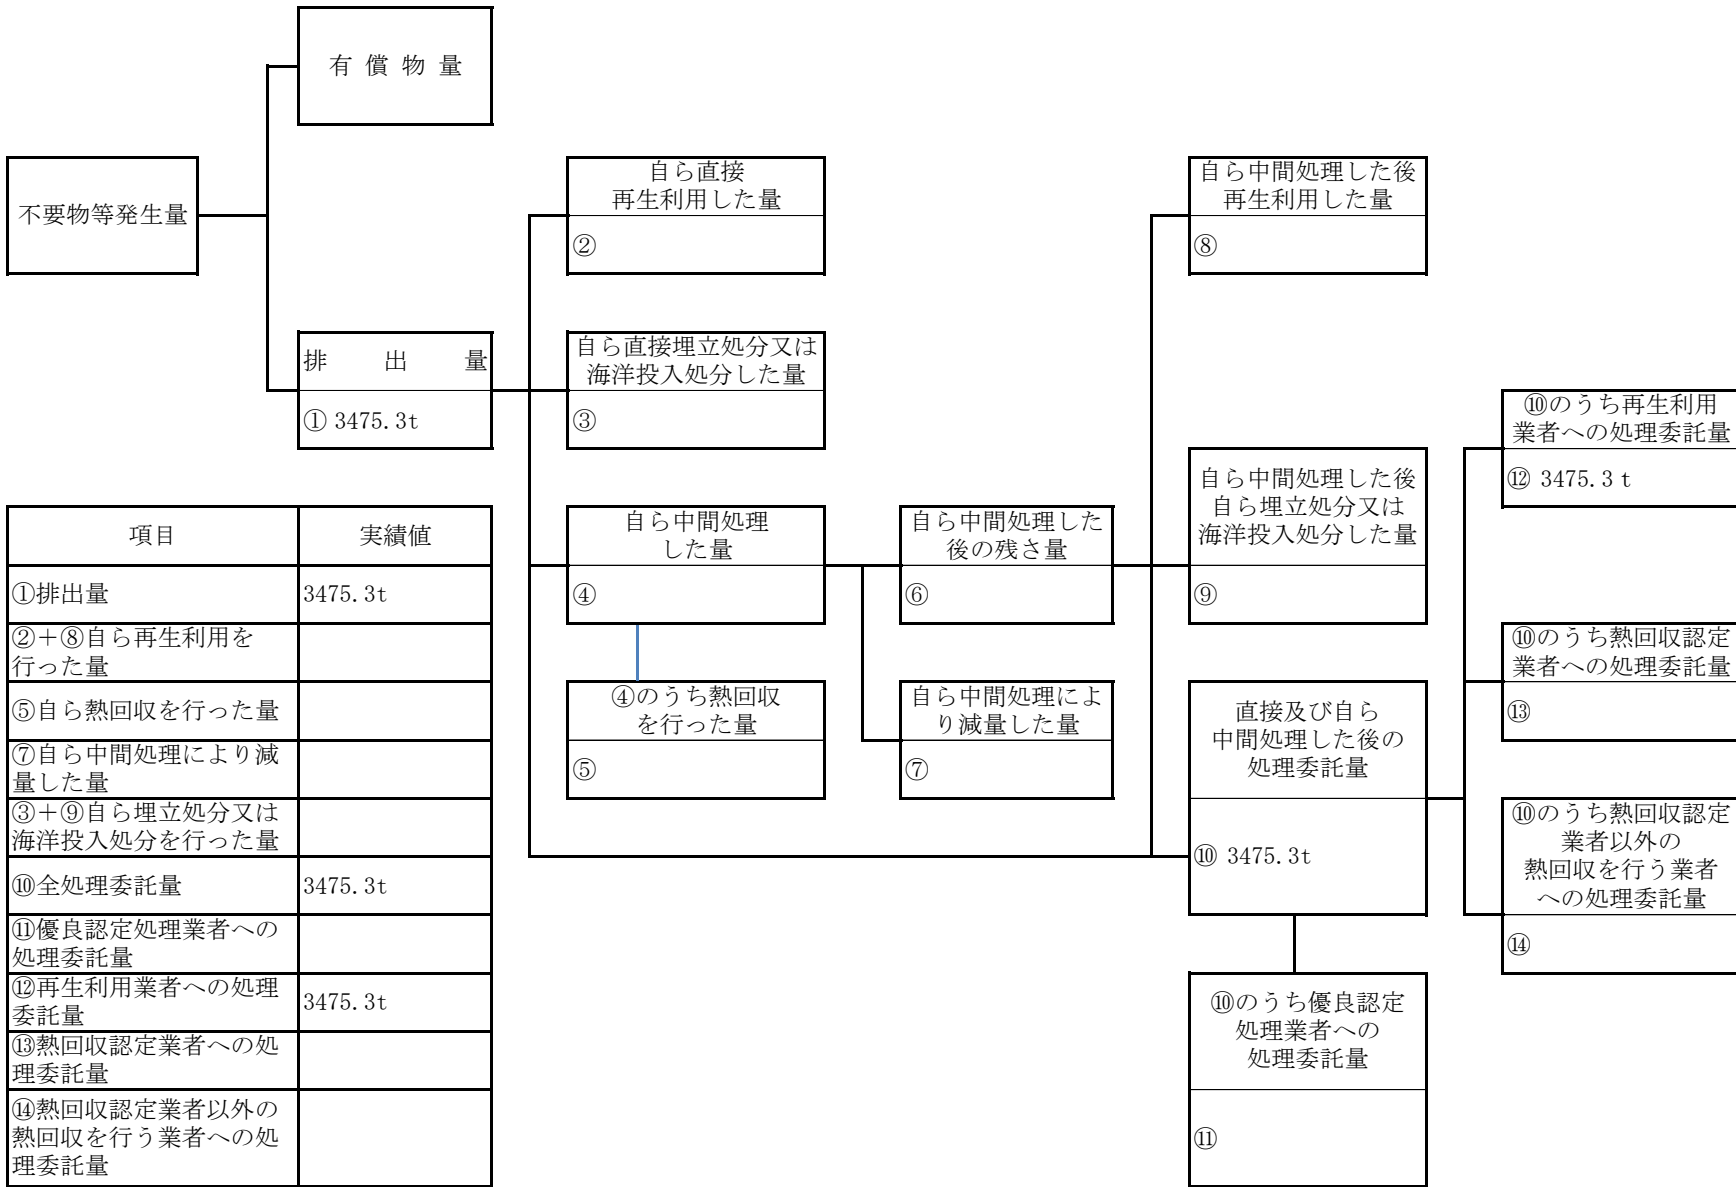 有 償 物 量
不要物等発生量
自ら直接
再生利用した量
②
自ら中間処理した後
再生利用した量
⑧
排 出 量
① 3475.3t
自ら直接埋立処分又は
海洋投入処分した量
③
⑩のうち再生利用
業者への処理委託量
⑫ 3475.3 t
自ら中間処理した後
自ら埋立処分又は
海洋投入処分した量
⑨
自ら中間処理
した量
④
自ら中間処理した
後の残さ量
⑥
⑩のうち熱回収認定
業者への処理委託量
⑬
④のうち熱回収
を行った量
⑤
自ら中間処理によ
り減量した量
⑦
直接及び自ら
中間処理した後の
処理委託量
⑩ 3475.3t
⑩のうち熱回収認定
業者以外の
熱回収を行う業者
への処理委託量
⑭
⑩のうち優良認定
処理業者への
処理委託量
⑪
項目 実績値
①排出量 3475.3t
②＋⑧自ら再生利用を
行った量
⑤自ら熱回収を行った量
⑦自ら中間処理により減
量した量
③＋⑨自ら埋立処分又は
海洋投入処分を行った量
⑩全処理委託量 3475.3t
⑪優良認定処理業者への
処理委託量
⑫再生利用業者への処理
委託量 3475.3t
⑬熱回収認定業者への処
理委託量
⑭熱回収認定業者以外の
熱回収を行う業者への処
理委託量